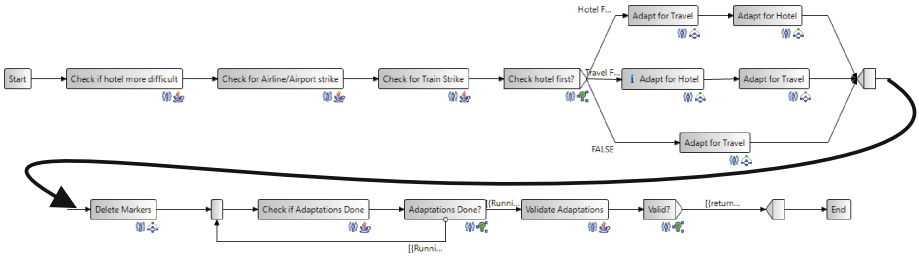 Hotel F...
Adapt for Travel
Adapt for Hotel
Start
Check if hotel more difficult
Check for Airline/Airport strike
Check for Train Strike
Check hotel first?
Travel F...
i Adapt for Hotel
Adapt for Travel
FALSE
Adapt for Travel
Delete Markers
Check if Adaptations Done
Adaptations Done?
[{Runni...
Validate Adaptations
Valid?
[{return...
End
[{Runni...